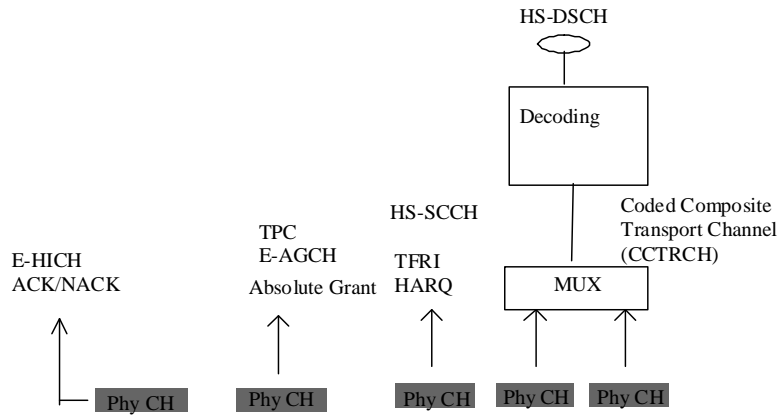 HS-DSCH
Decoding
HS-SCCH
Coded Composite
Transport Channel
(CCTRCH)
TPC
E-AGCH
Absolute Grant
E-HICH
ACK/NACK
TFRI
HARQ
MUX
Phy CH
Phy CH
Phy CH
Phy CH
Phy CH